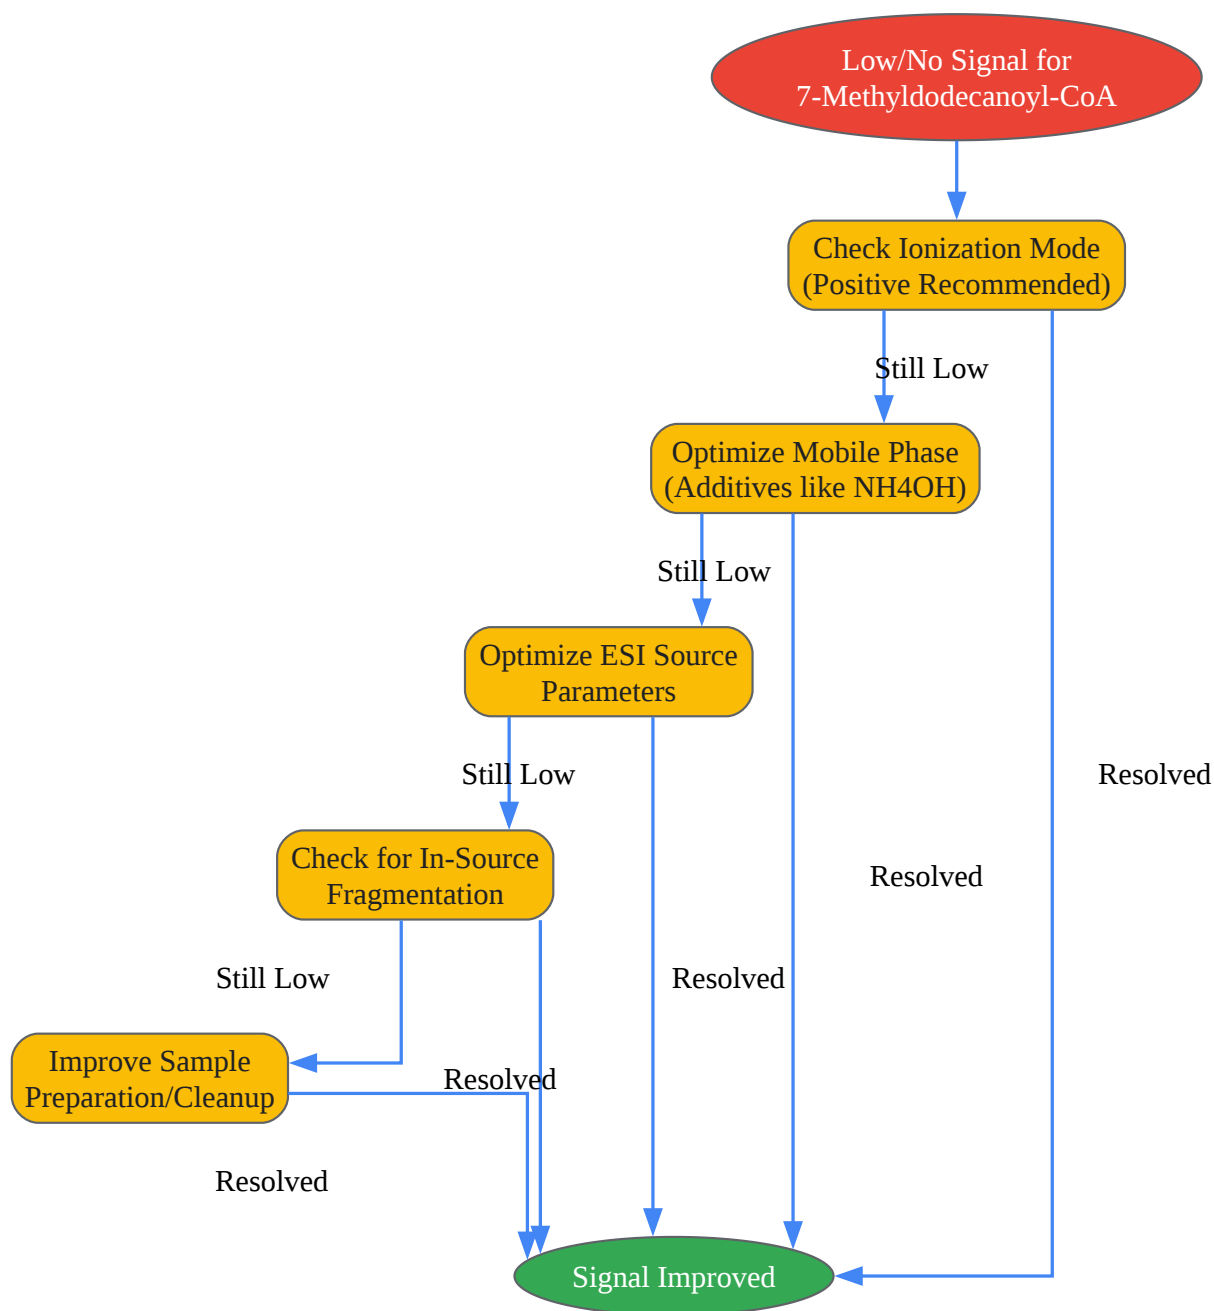 Low/No Signal for
7-Methyldodecanoyl-CoA
Check Ionization Mode
(Positive Recommended)
Still Low
Optimize Mobile Phase
(Additives like NH4OH)
Still Low
Optimize ESI Source
Parameters
Still Low
Resolved
Check for In-Source
Fragmentation
Resolved
Still Low
Resolved
Improve Sample
Preparation/Cleanup
Resolved
Resolved
Signal Improved